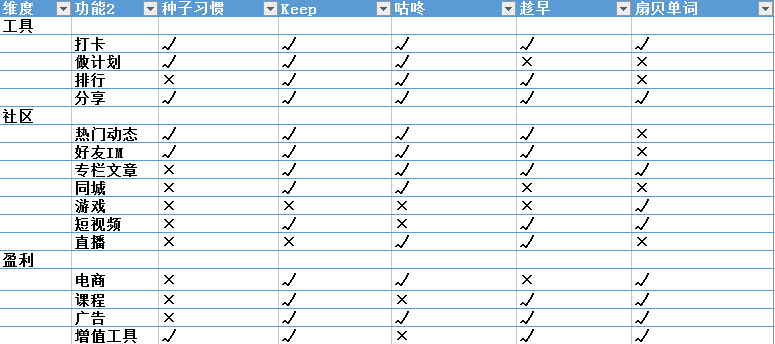 维度 功能2 种子习惯 Keep 咕咚 趁早 扇贝单词
工具
打卡 ✓ ✓ ✓ ✓ ✓
做计划 ✓ ✓ ✓ × ×
排行 × ✓ ✓ ✓ ×
分享 ✓ ✓ ✓ ✓ ✓
社区
热门动态 ✓ ✓ ✓ ✓ ×
好友IM ✓ ✓ ✓ ✓ ×
专栏文章 × ✓ ✓ ✓ ✓
同城 × ✓ ✓ × ×
游戏 × × × × ✓
短视频 × ✓ × ✓ ✓
直播 × × ✓ ✓ ×
盈利
电商 × ✓ ✓ × ✓
课程 × ✓ × ✓ ✓
广告 × ✓ ✓ ✓ ✓
增值工具 ✓ ✓ × ✓ ✓